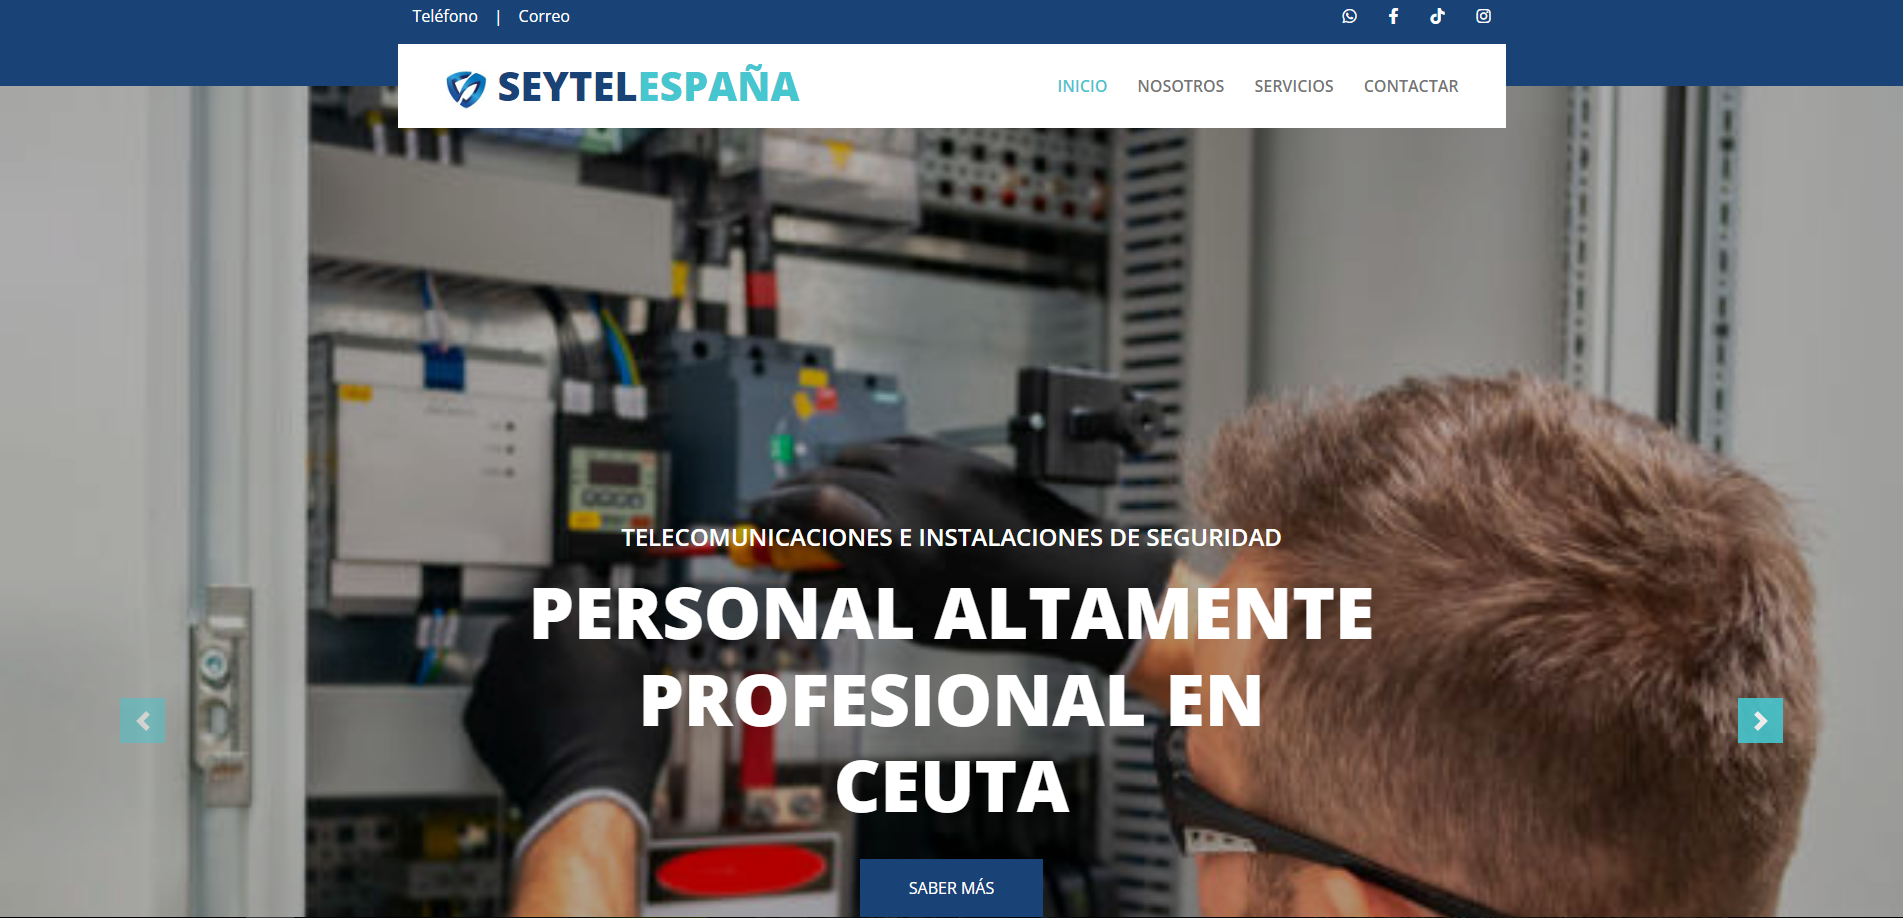 Teléfono | Correo
SEYTELESPAÑA
INICIO NOSOTROS SERVICIOS CONTACTAR
TELECOMUNICACIONES E INSTALACIONES DE SEGURIDAD
PERSONAL ALTAMENTE
PROFESIONAL EN
CEUTA
SABER MÁS